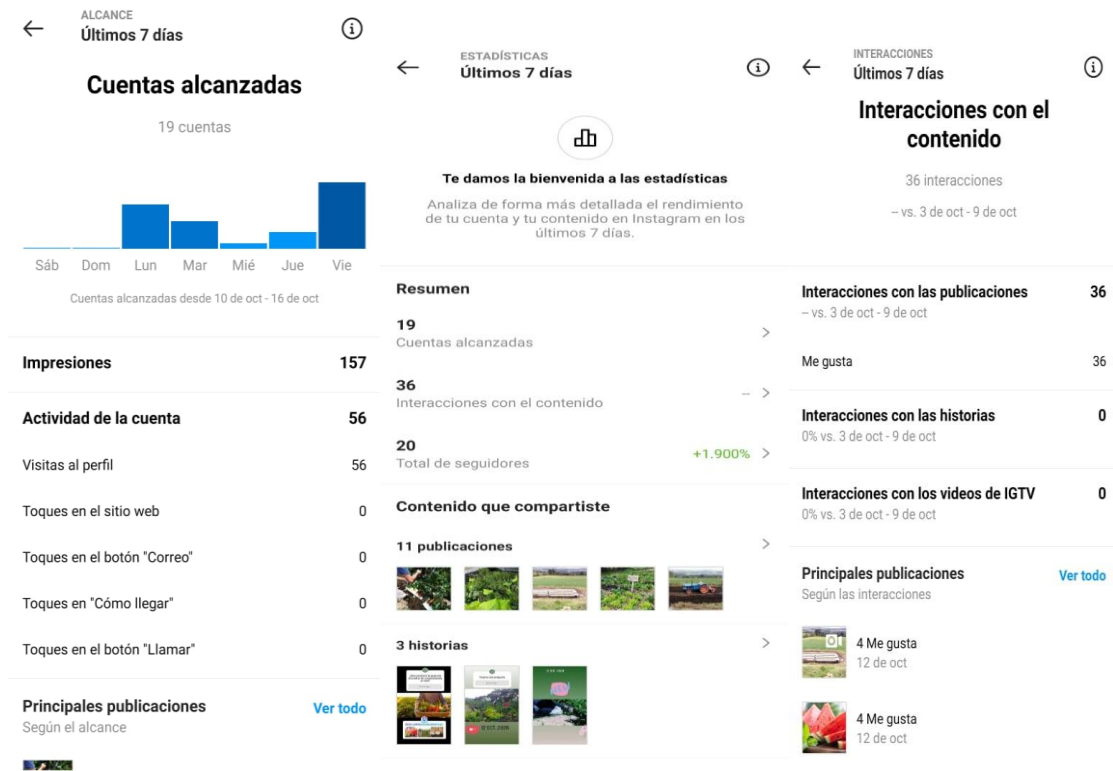 ALCANCE
Últimos 7 días
Cuentas alcanzadas
19 cuentas
Sáb Dom Lun Mar Mié Jue Vie
Cuentas alcanzadas desde 10 de oct - 16 de oct
Impresiones 157
Actividad de la cuenta 56
Visitas al perfil 56
Toques en el sitio web 0
Toques en el botón "Correo" 0
Toques en "Cómo llegar" 0
Toques en el botón "Llamar" 0
Principales publicaciones Ver todo
Según el alcance
ESTADÍSTICAS
Últimos 7 días
Te damos la bienvenida a las estadísticas
Analiza de forma más detallada el rendimiento
de tu cuenta y tu contenido en Instagram en los
últimos 7 días.
Resumen
19
Cuentas alcanzadas
36
Interacciones con el contenido --
20
Total de seguidores +1.900%
Contenido que compartiste
11 publicaciones
3 historias
INTERACCIONES
Últimos 7 días
Interacciones con el
contenido
36 interacciones
– vs. 3 de oct - 9 de oct
Interacciones con las publicaciones 36
– vs. 3 de oct - 9 de oct
Me gusta 36
Interacciones con las historias 0
0% vs. 3 de oct - 9 de oct
Interacciones con los videos de IGTV 0
0% vs. 3 de oct - 9 de oct
Principales publicaciones Ver todo
Según las interacciones
4 Me gusta
12 de oct
4 Me gusta
12 de oct